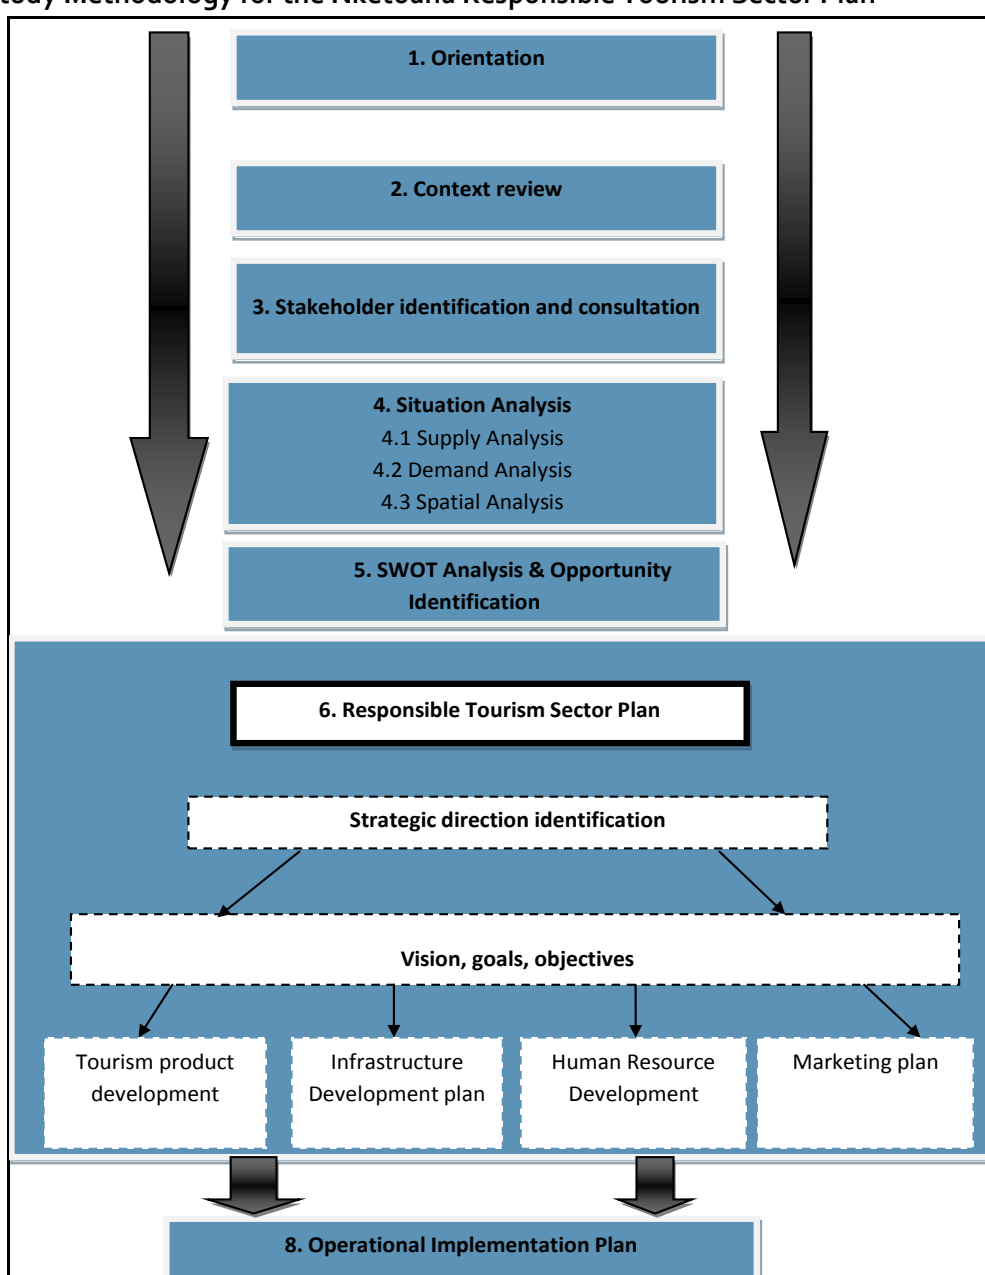 tudy Methodology for the Nketoana Responsible Tourism Sector Plan
1. Orientation
2. Context review
3. Stakeholder identification and consultation
4. Situation Analysis
4.1 Supply Analysis
4.2 Demand Analysis
4.3 Spatial Analysis
5. SWOT Analysis & Opportunity
Identification
6. Responsible Tourism Sector Plan
Strategic direction identification
Vision, goals, objectives
Tourism product
development
Infrastructure
Development plan
Human Resource
Development
Marketing plan
8. Operational Implementation Plan